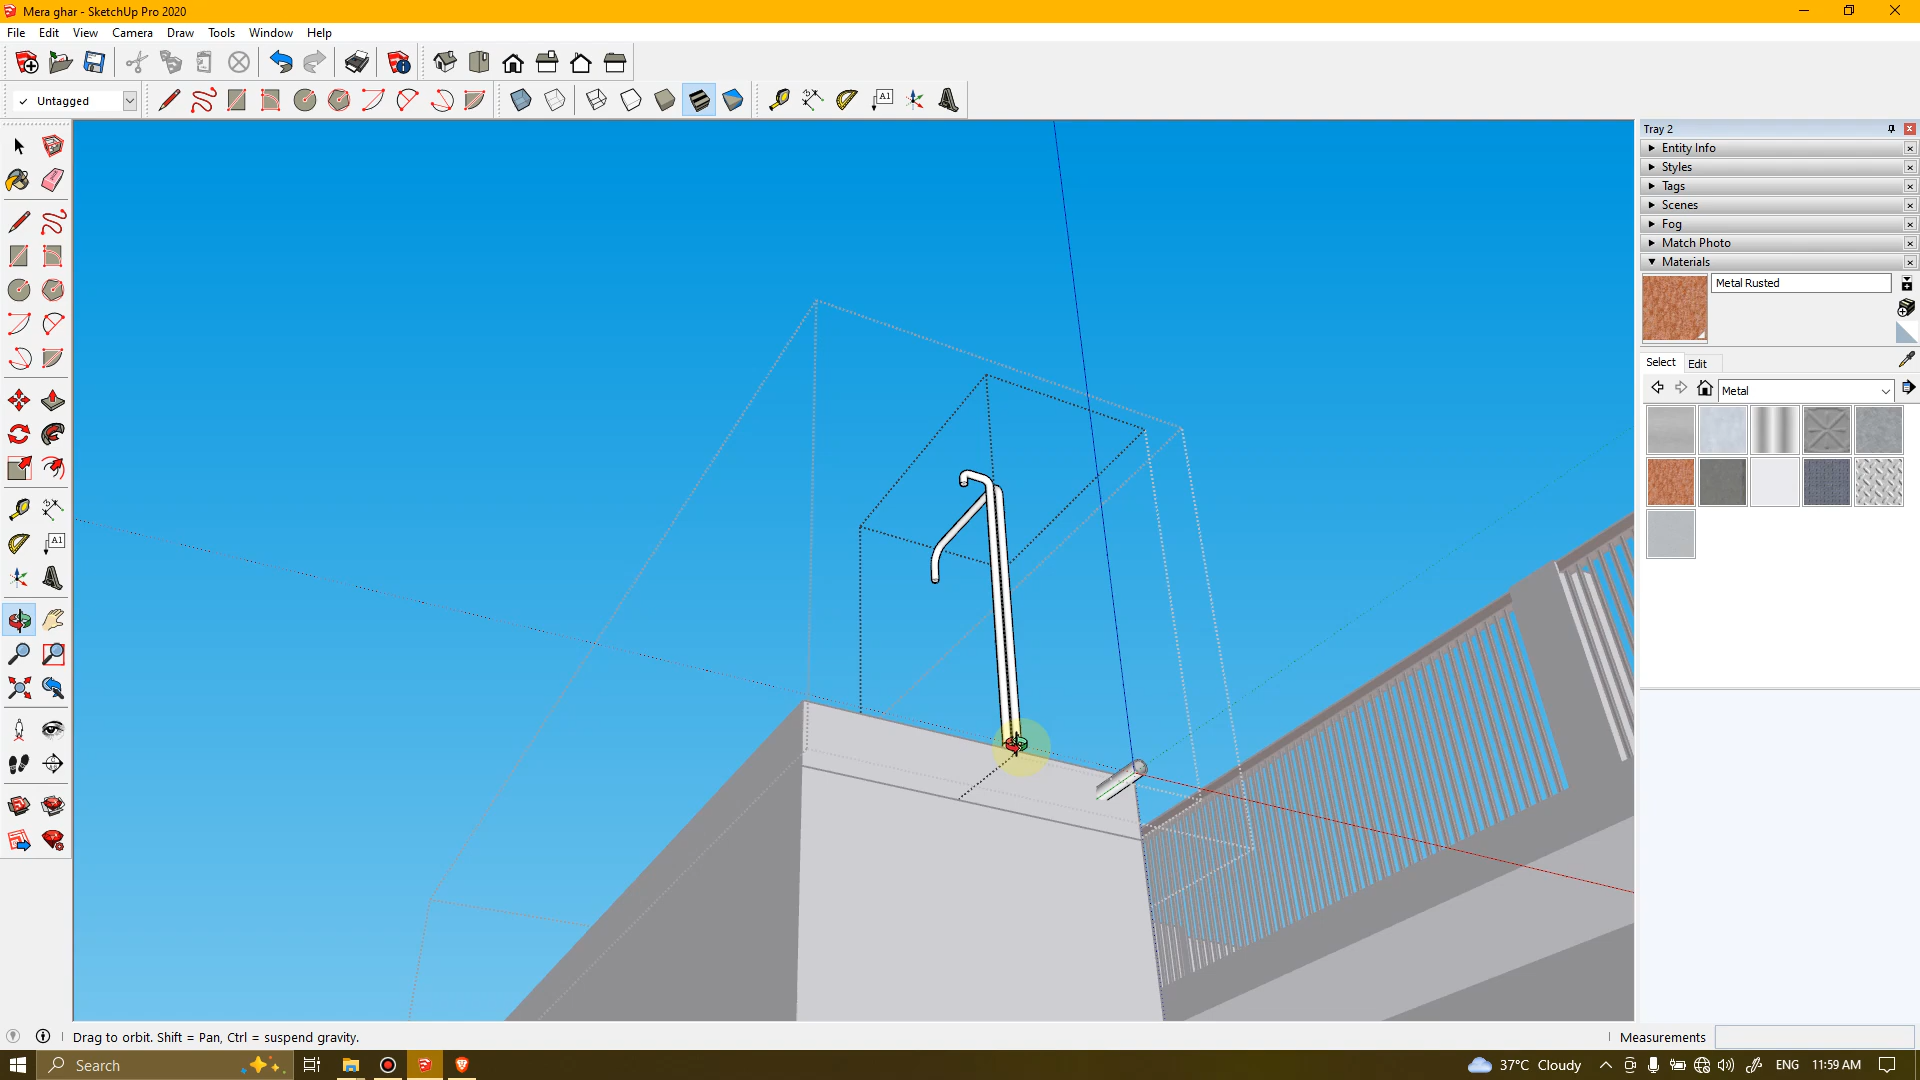 Mera ghar - SketchUp Pro 2020
File Edit View Camera Draw Tools Window Help
Untagged
A1
A1
Tray 2
Entity Info
Styles
Tags
Scenes
Fog
Match Photo
Materials
Metal Rusted
Select Edit
Metal
Drag to orbit. Shift = Pan, Ctrl = suspend gravity.
Measurements
Search
37°C Cloudy
ENG
11:59 AM